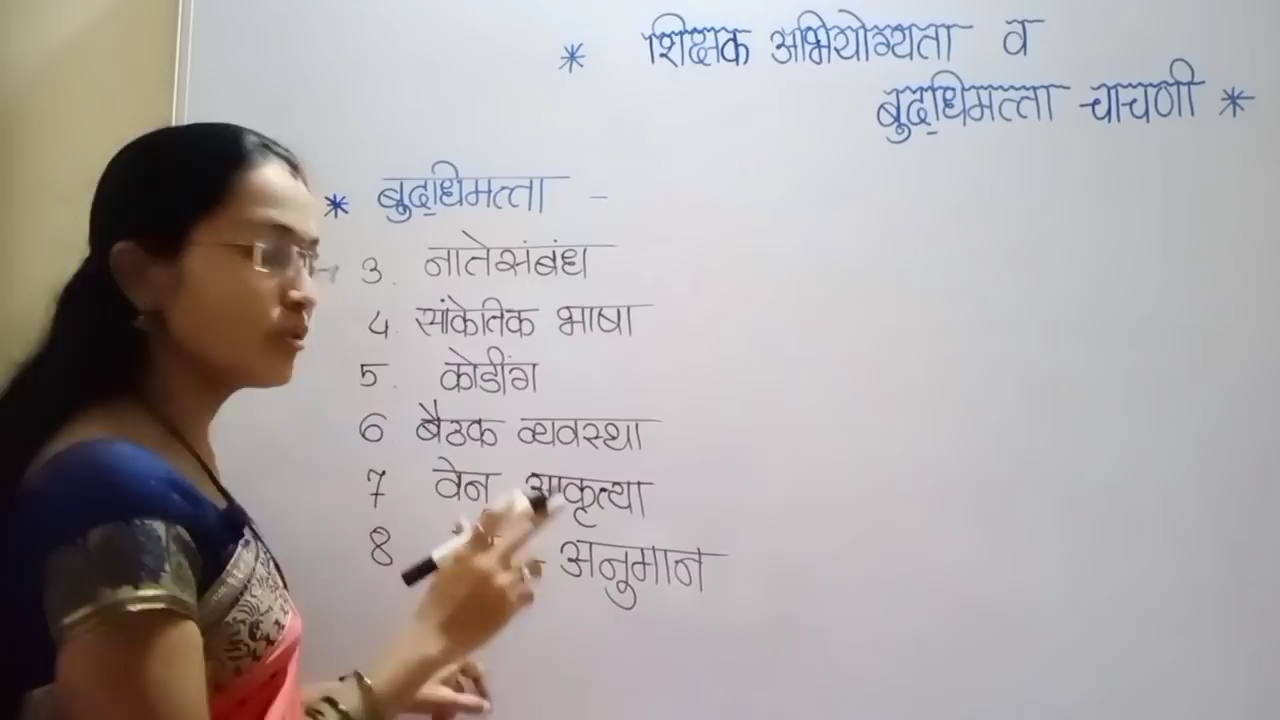 * शिक्षक अभियोग्यता व
बुद्धिमत्ता चाचणी *
* बुद्धिमत्ता -
3. नातेसंबंध
4. सांकेतिक भाषा
5. कोडींग
6 बैठक व्यवस्था
7 वेन आकृत्या
8 अनुमान